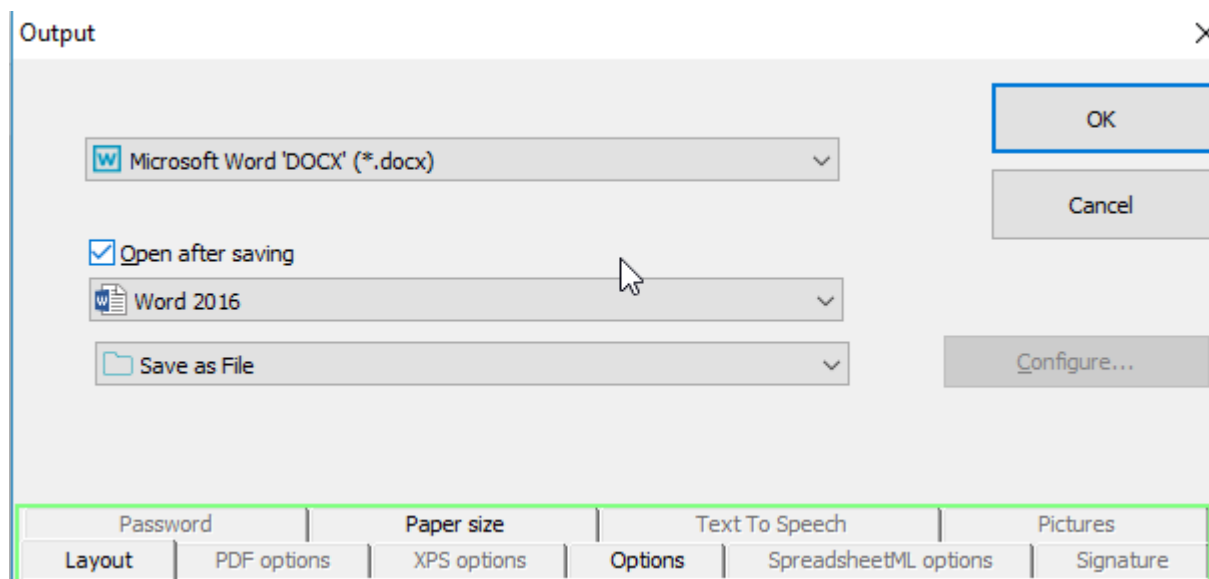 Output
OK
Microsoft Word 'DOCX' (*.docx)
Cancel
Open after saving
Word 2016
Save as File
Configure...
Password Paper size Text To Speech Pictures
Layout PDF options XPS options Options SpreadsheetML options Signature